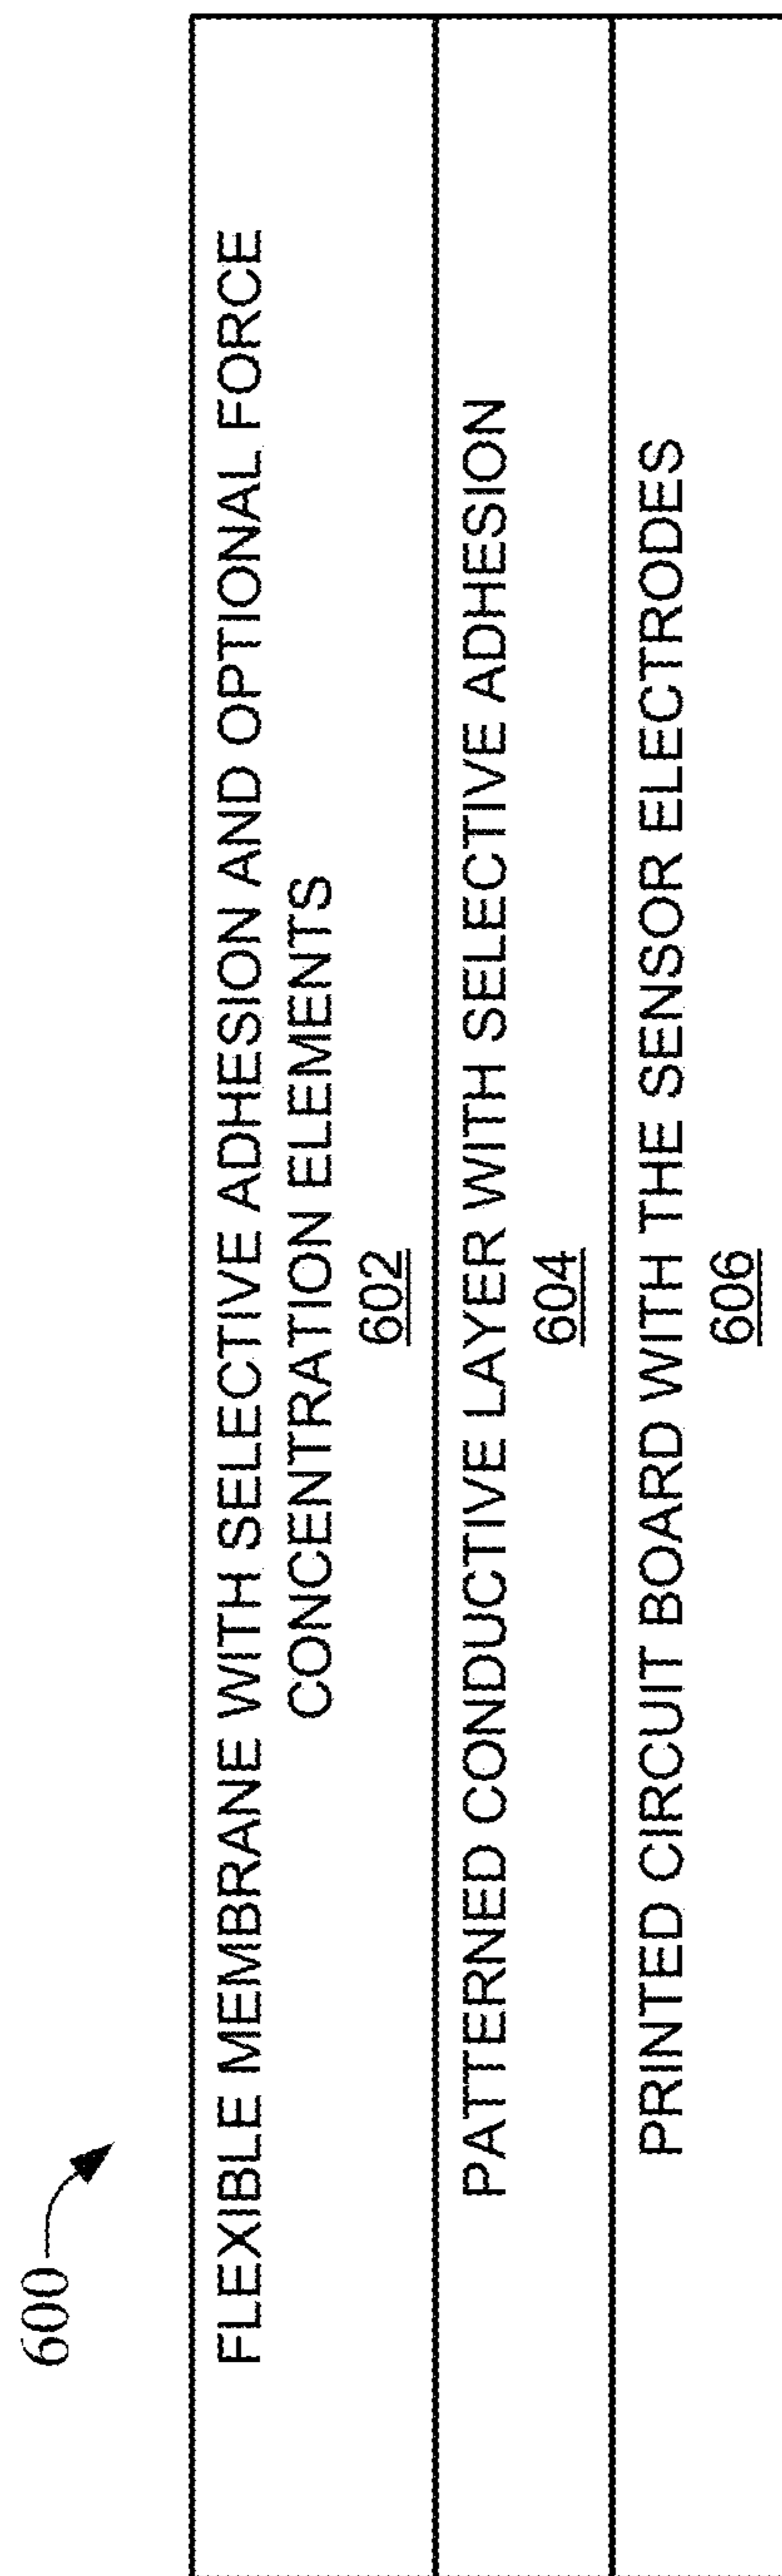 600
FLEXIBLE MEMBRANE WITH SELECTIVE ADHESION AND OPTIONAL FORCE
CONCENTRATION ELEMENTS
602
PATTERNED CONDUCTIVE LAYER WITH SELECTIVE ADHESION
604
PRINTED CIRCUIT BOARD WITH THE SENSOR ELECTRODES
606